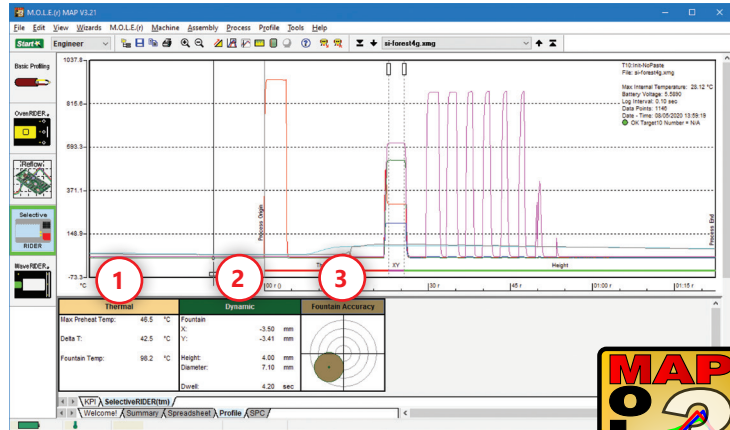 M.O.L.E.(r) MAP V3.21
File Edit View Wizards M.O.L.E.(r) Machine Assembly Process Profile Tools Help
Start Engineer si-forest4g.xmg
Basic Profiling
OvenRIDER
Reflow
Selective
RIDER
WaveRIDER
1037.8
815.6
593.3
371.1
148.9
-73.3
°C
T10:Init-NoPaste
File: si-forest4g.xmg
Max Internal Temperature: 28.12 °C
Battery Voltage: 5.5890
Log Interval: 0.10 sec
Data Points: 1146
Date - Time: 08/05/2020 13:59:19
OK Target10 Number = N/A
Process Origin
Process End
XY
Height
00 r ()
30 r
45 r
01:00 r
01:15 r
1
2
3
Thermal
Max Preheat Temp: 46.5 °C
Delta T: 42.5 °C
Fountain Temp: 98.2 °C
Dynamic
Fountain
X: -3.50 mm
Y: -3.41 mm
Height: 4.00 mm
Diameter: 7.10 mm
Dwell: 4.20 sec
Fountain Accuracy
KPI SelectiveRIDER(tm)
Welcome! Summary Spreadsheet Profile SPC
MAP